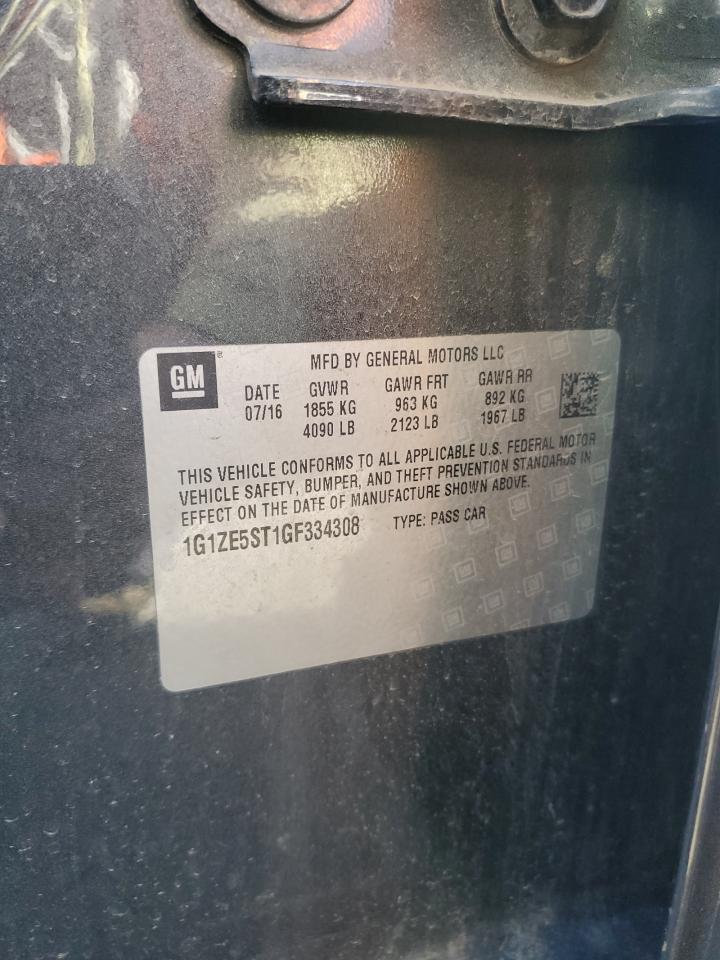 GM
MFD BY GENERAL MOTORS LLC
DATE GVWR GAWR FRT GAWR RR
07/16 1855 KG 963 KG 892 KG
4090 LB 2123 LB 1967 LB
THIS VEHICLE CONFORMS TO ALL APPLICABLE U.S. FEDERAL MOTOR
VEHICLE SAFETY, BUMPER, AND THEFT PREVENTION STANDARDS IN
EFFECT ON THE DATE OF MANUFACTURE SHOWN ABOVE.
1G1ZE5ST1GF334308 TYPE: PASS CAR